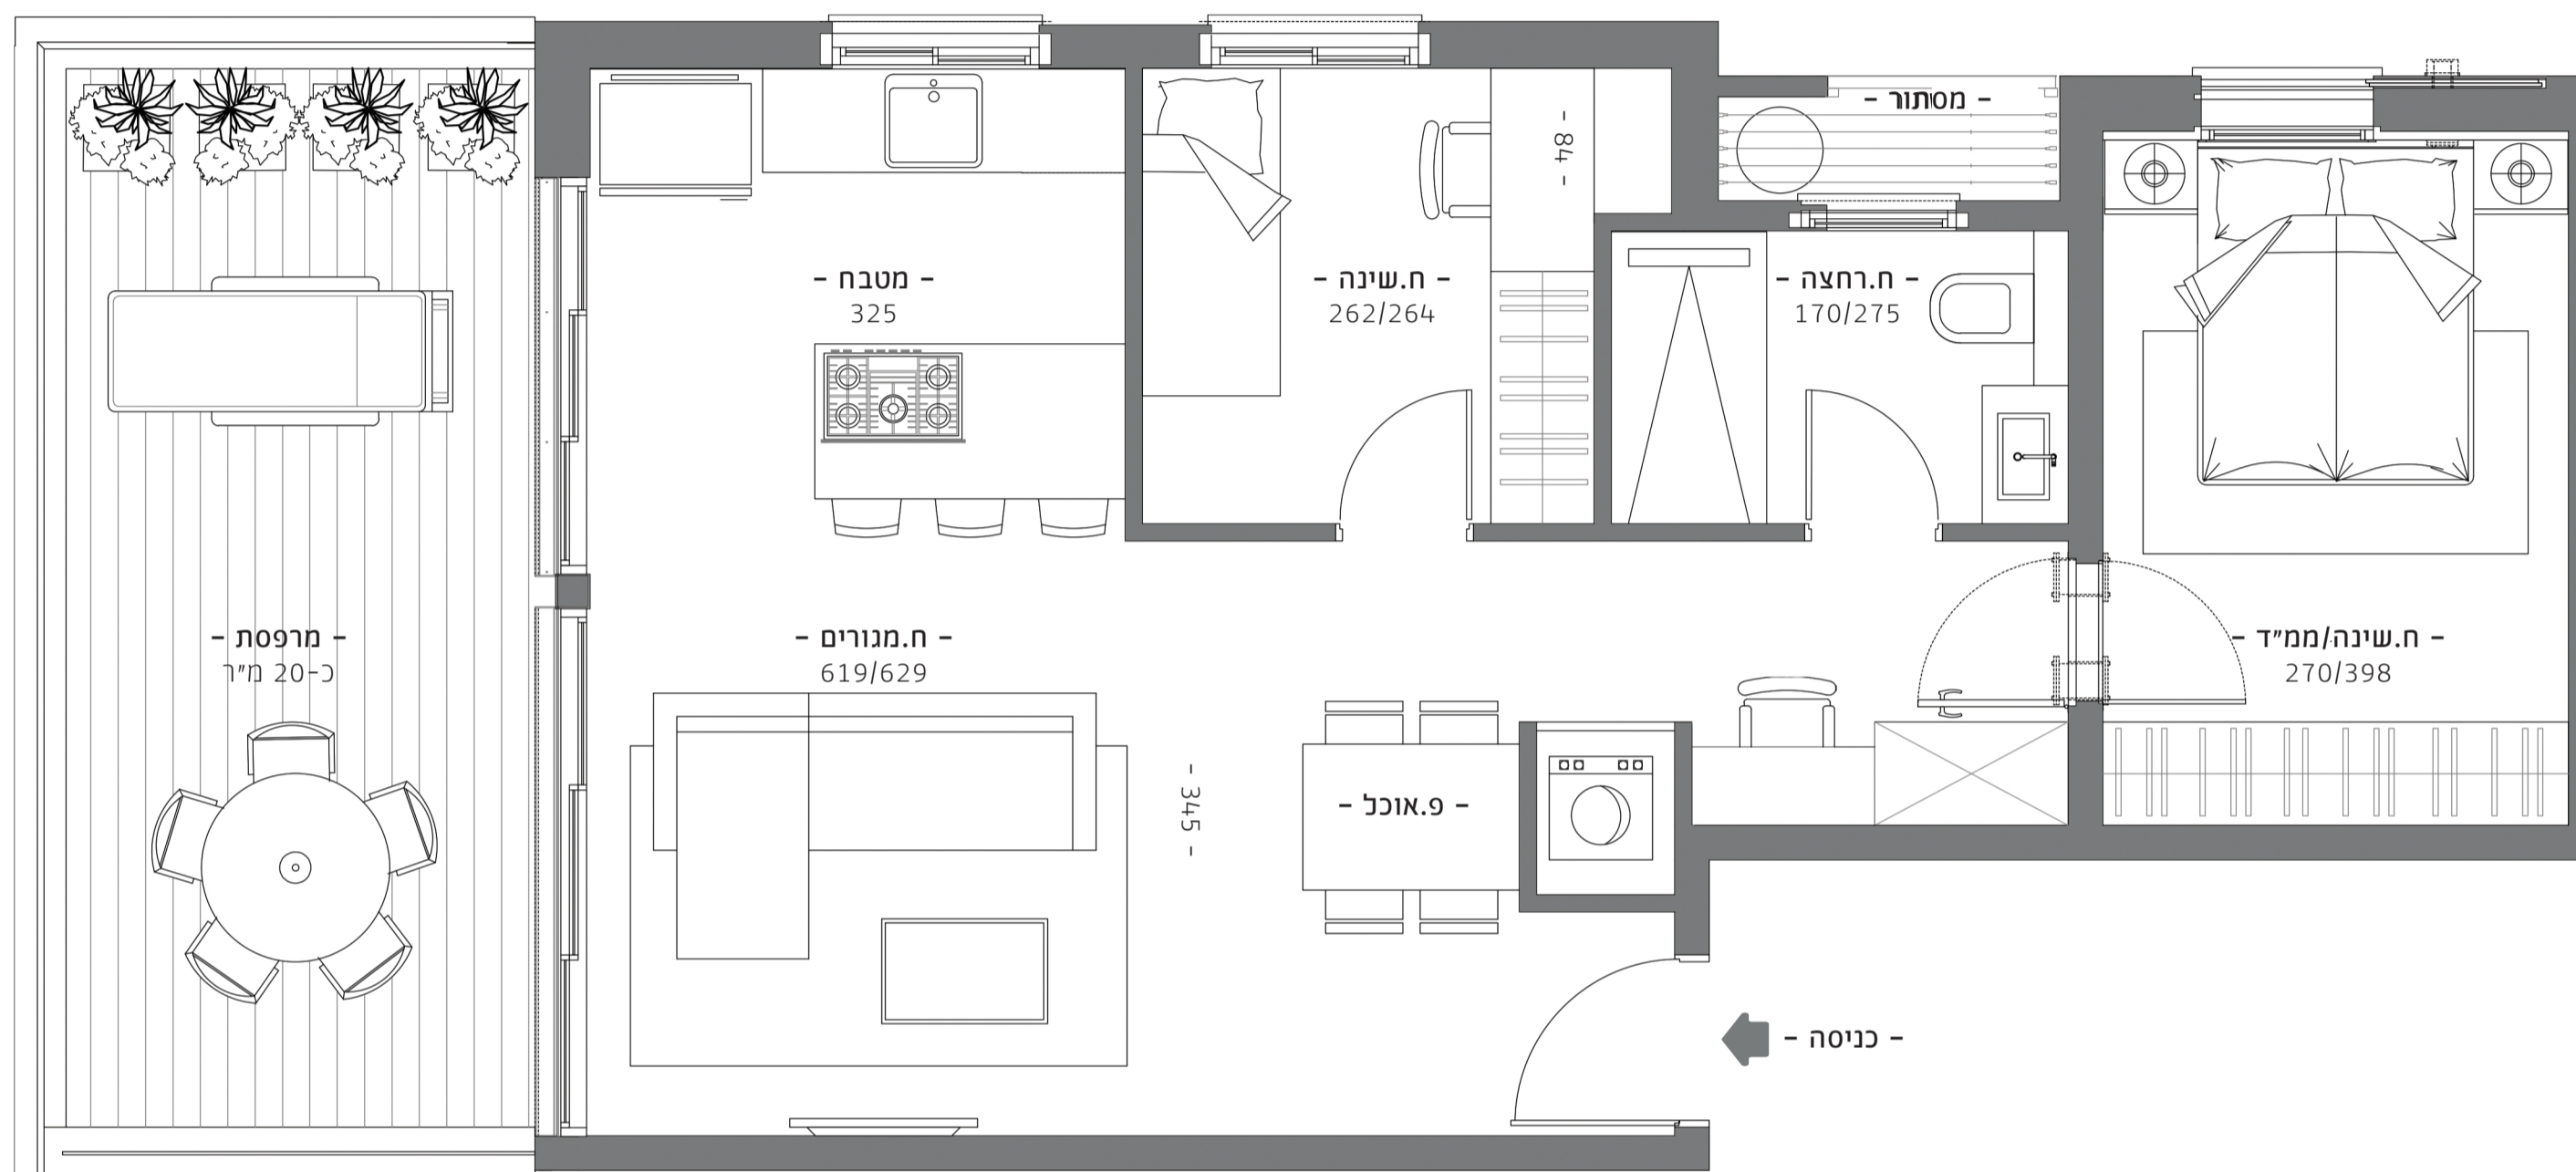 - מסתור -
- 84 -
- מטבח -
325
- ח.שינה -
262/264
- ח.רחצה -
170/275
- מרפסת -
כ-20 מ"ר
- ח.מגורים -
619/629
- ח.שינה/ממ"ד -
270/398
- 345 -
- פ.אוכל -
- כניסה -